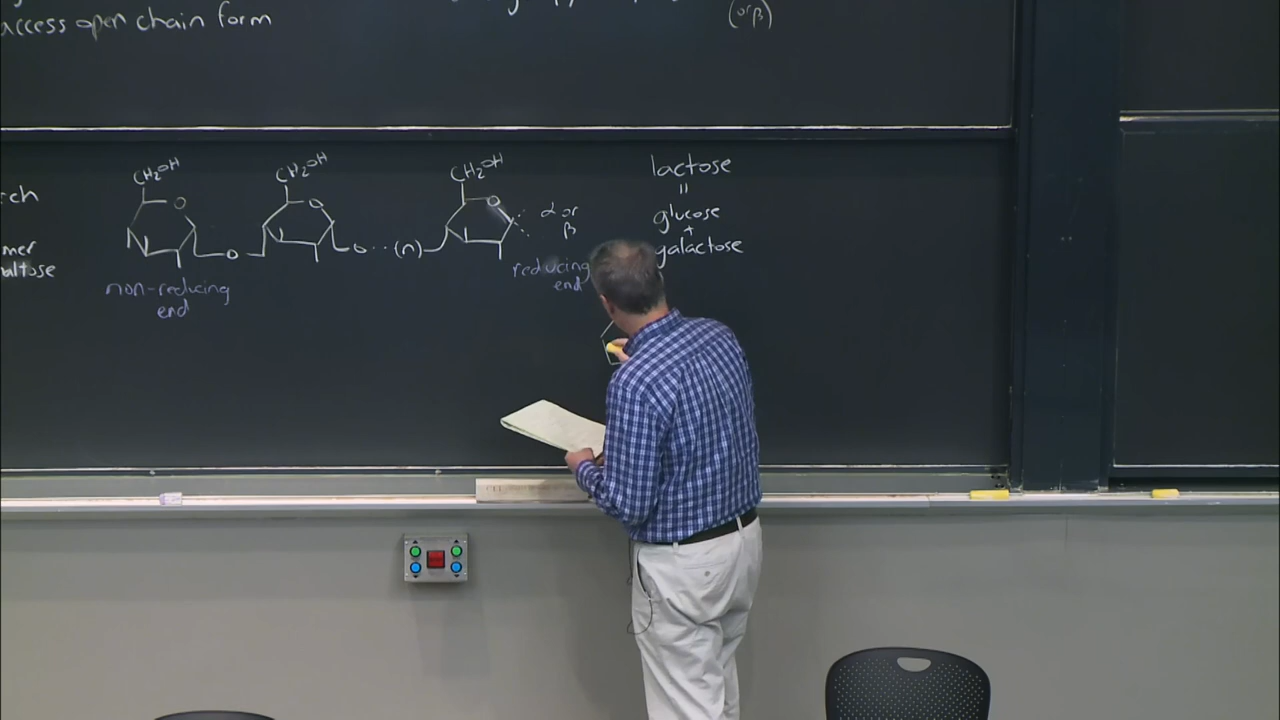 access open chain form
(or β)
rch
mer
altose
CH2OH
O
O
non-reducing
end
CH2OH
O
O
··(n)
CH2OH
O
α or
β
reducing
end
lactose
=
glucose
+
galactose